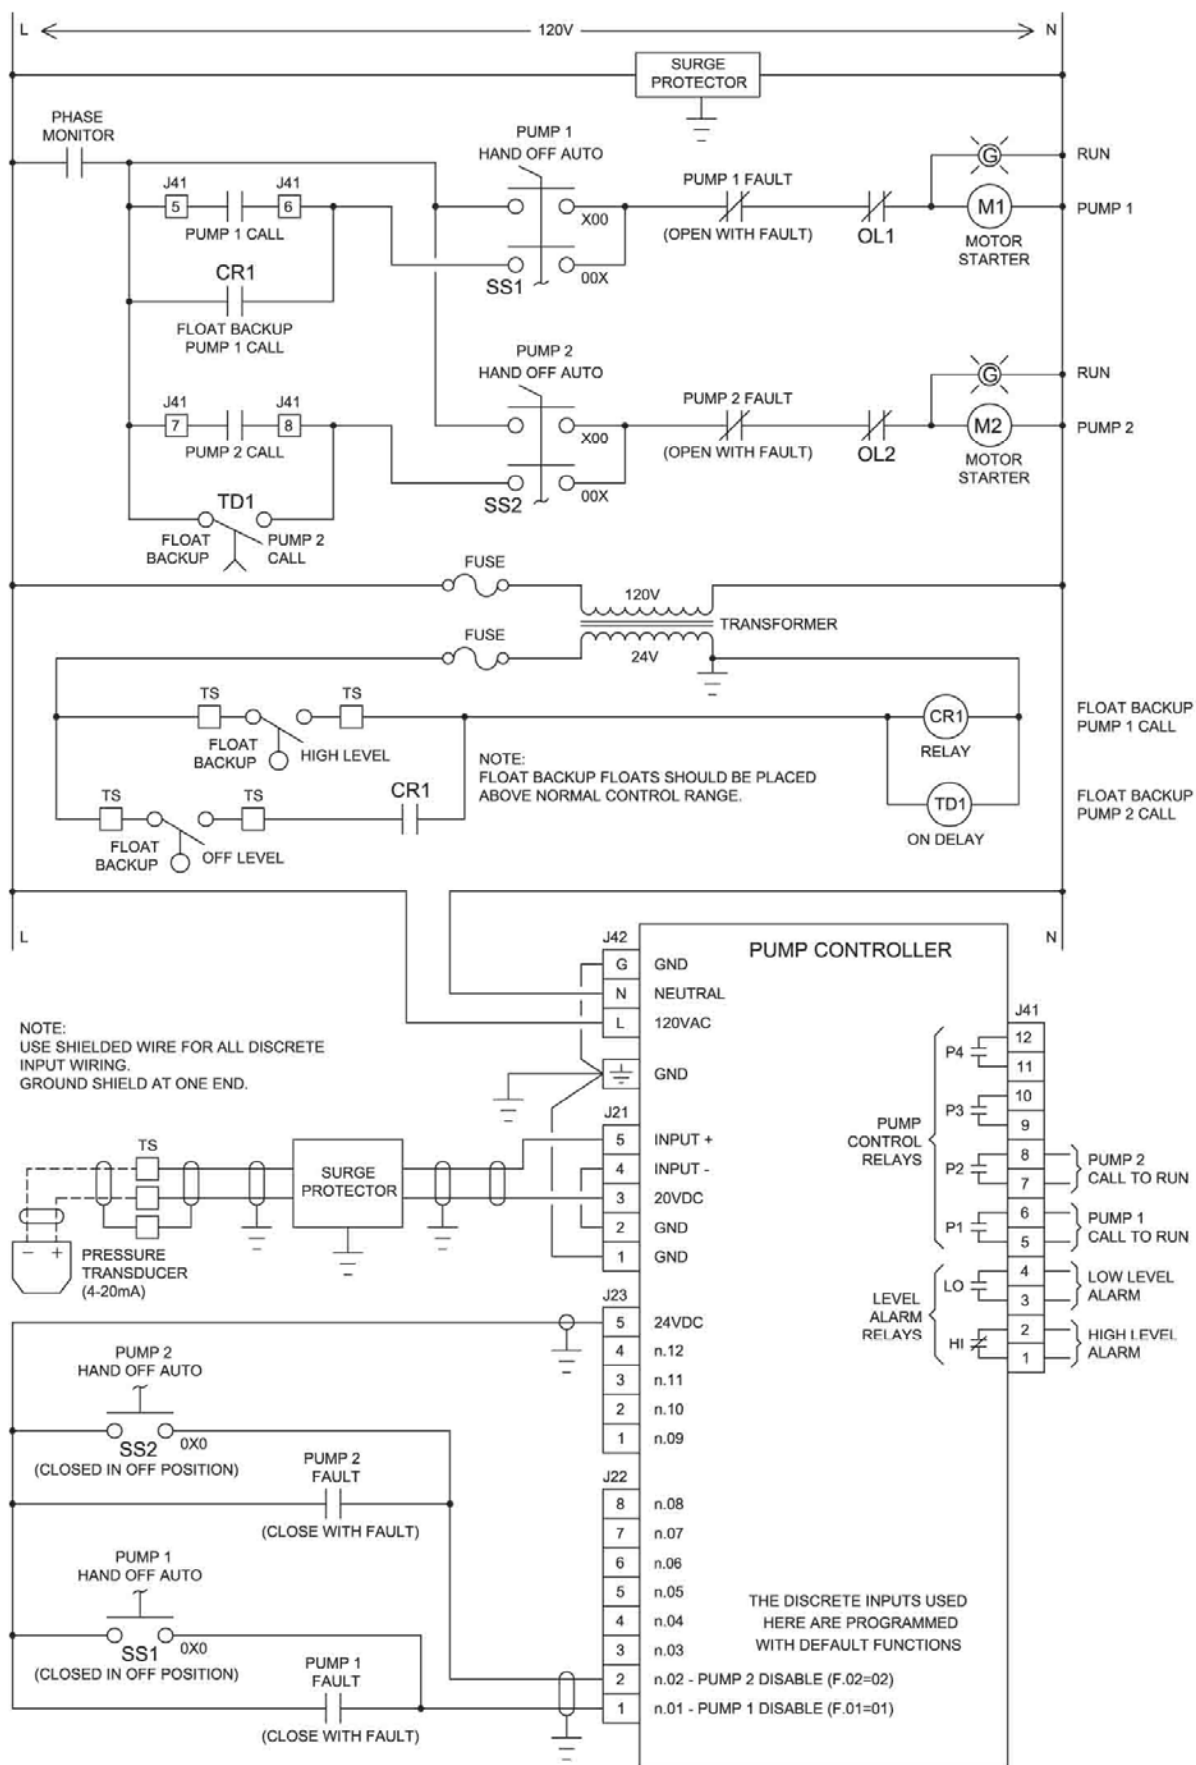 L
120V
N
SURGE
PROTECTOR
PHASE
MONITOR
PUMP 1
HAND OFF AUTO
G
RUN
J41
J41
5
6
PUMP 1 CALL
X00
PUMP 1 FAULT
(OPEN WITH FAULT)
OL1
M1
MOTOR
STARTER
PUMP 1
SS1
00X
CR1
FLOAT BACKUP
PUMP 1 CALL
PUMP 2
HAND OFF AUTO
G
RUN
J41
J41
7
8
PUMP 2 CALL
X00
PUMP 2 FAULT
(OPEN WITH FAULT)
OL2
M2
MOTOR
STARTER
PUMP 2
SS2
00X
TD1
FLOAT
BACKUP
PUMP 2
CALL
FUSE
120V
TRANSFORMER
FUSE
24V
TS
TS
FLOAT
BACKUP
HIGH LEVEL
CR1
RELAY
FLOAT BACKUP
PUMP 1 CALL
NOTE:
FLOAT BACKUP FLOATS SHOULD BE PLACED
ABOVE NORMAL CONTROL RANGE.
TS
TS
CR1
FLOAT
BACKUP
OFF LEVEL
TD1
ON DELAY
FLOAT BACKUP
PUMP 2 CALL
L
N
PUMP CONTROLLER
J42
G GND
N NEUTRAL
L 120VAC
GND
NOTE:
USE SHIELDED WIRE FOR ALL DISCRETE
INPUT WIRING.
GROUND SHIELD AT ONE END.
J21
5 INPUT +
4 INPUT -
3 20VDC
2 GND
1 GND
TS
SURGE
PROTECTOR
- +
PRESSURE
TRANSDUCER
(4-20mA)
J41
P4
12
11
P3
10
9
P2
8
7
P1
6
5
PUMP
CONTROL
RELAYS
PUMP 2
CALL TO RUN
PUMP 1
CALL TO RUN
LO
4
3
HI
2
1
LEVEL
ALARM
RELAYS
LOW LEVEL
ALARM
HIGH LEVEL
ALARM
J23
5 24VDC
4 n.12
3 n.11
2 n.10
1 n.09
PUMP 2
HAND OFF AUTO
SS2
0X0
(CLOSED IN OFF POSITION)
PUMP 2
FAULT
(CLOSE WITH FAULT)
PUMP 1
HAND OFF AUTO
SS1
0X0
(CLOSED IN OFF POSITION)
PUMP 1
FAULT
(CLOSE WITH FAULT)
J22
8 n.08
7 n.07
6 n.06
5 n.05
4 n.04
3 n.03
2 n.02 - PUMP 2 DISABLE (F.02=02)
1 n.01 - PUMP 1 DISABLE (F.01=01)
THE DISCRETE INPUTS USED
HERE ARE PROGRAMMED
WITH DEFAULT FUNCTIONS